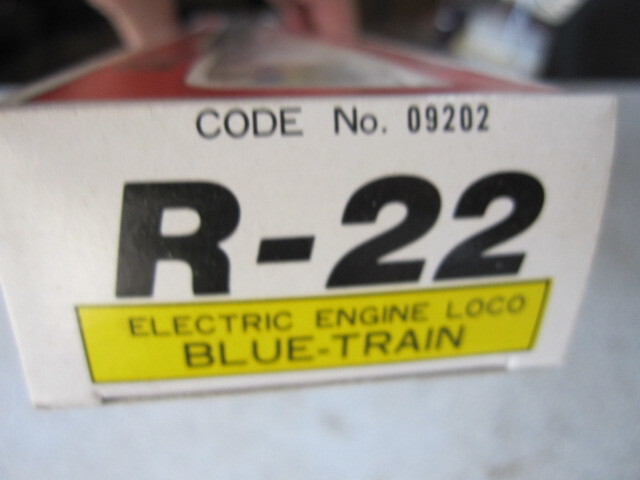 CODE No. 09202
R-22
ELECTRIC ENGINE LOCO
BLUE-TRAIN